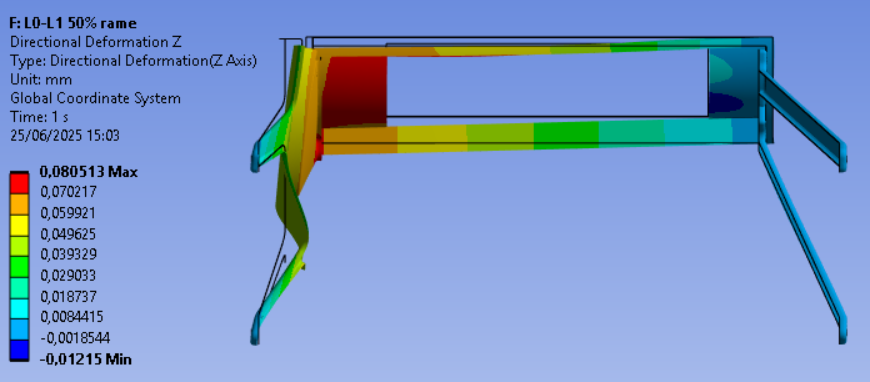 F: L0-L1 50% rame
Directional Deformation Z
Type: Directional Deformation(Z Axis)
Unit: mm
Global Coordinate System
Time: 1 s
25/06/2025 15:03
0,080513 Max
0,070217
0,059921
0,049625
0,039329
0,029033
0,018737
0,0084415
-0,0018544
-0,01215 Min